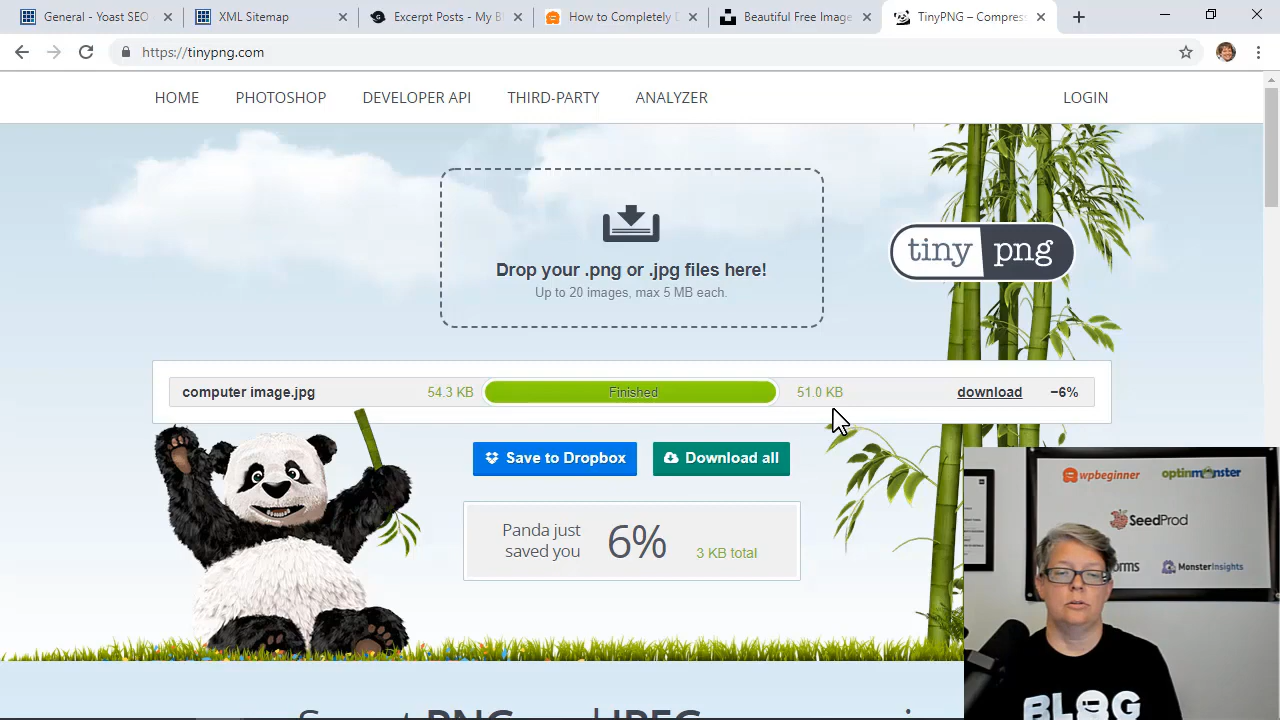 General - Yoast SEO
XML Sitemap
Excerpt Posts - My B
How to Completely D
Beautiful Free Image
TinyPNG – Compress
https://tinypng.com
HOME
PHOTOSHOP
DEVELOPER API
THIRD-PARTY
ANALYZER
LOGIN
Drop your .png or .jpg files here!
Up to 20 images, max 5 MB each.
tiny png
computer image.jpg
54.3 KB
Finished
51.0 KB
download
−6%
Save to Dropbox
Download all
Panda just
saved you
6%
3 KB total
wpbeginner
optinmonster
SeedProd
orms
MonsterInsights
BLOG